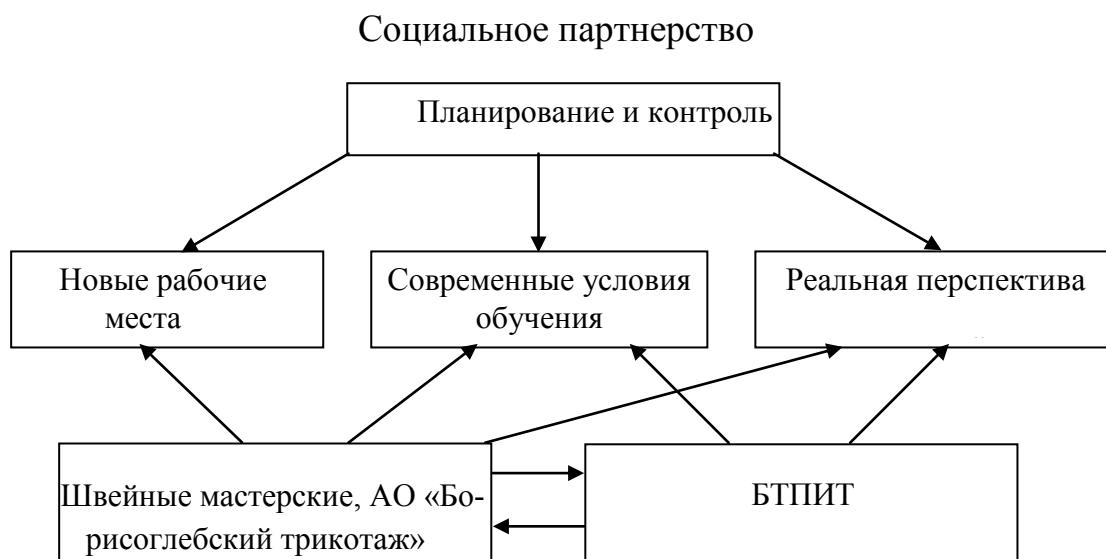 Социальное партнерство
Планирование и контроль
Новые рабочие
места
Современные условия
обучения
Реальная перспектива
Швейные мастерские, АО «Бо-
рисоглебский трикотаж»
БТПИТ